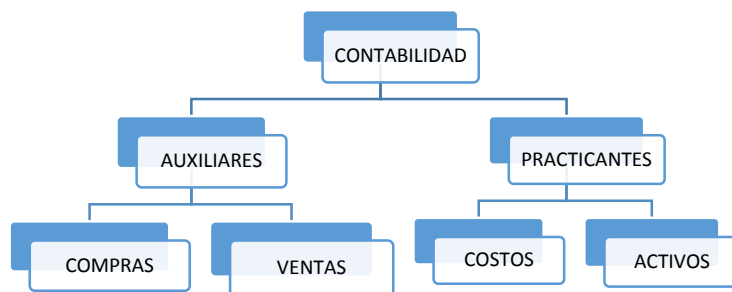 CONTABILIDAD
AUXILIARES
PRACTICANTES
COMPRAS
VENTAS
COSTOS
ACTIVOS